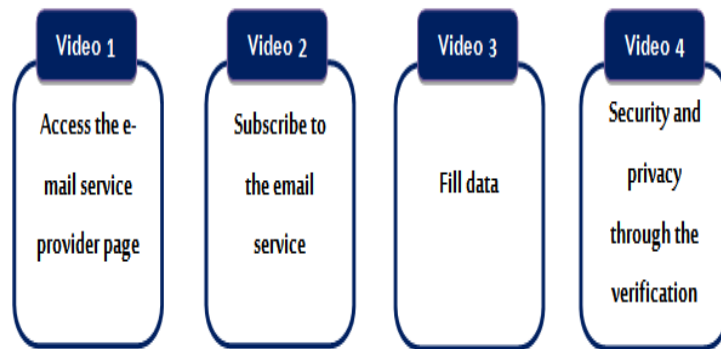 Video 1
Access the e-
mail service
provider page
Video 2
Subscribe to
the email
service
Video 3
Fill data
Video 4
Security and
privacy
through the
verification